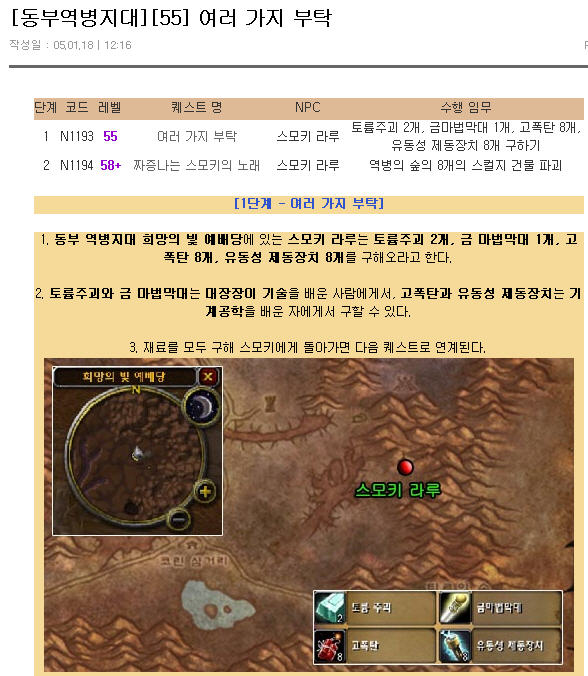 [동부역병지대][55] 여러 가지 부탁
작성일 : 05.01.18 | 12:16
단계 코드 레벨 퀘스트 명 NPC 수행 임무
1 N1193 55 여러 가지 부탁 스모키 라루 토륨주괴 2개, 금마법막대 1개, 고폭탄 8개,
유동성 제동장치 8개 구하기
2 N1194 58+ 짜증나는 스모키의 노래 스모키 라루 역병의 숲의 8개의 스컬지 건물 파괴
[1단계 - 여러 가지 부탁]
1. 동부 역병지대 희망의 빛 예배당에 있는 스모키 라루는 토륨주괴 2개, 금 마법막대 1개, 고
폭탄 8개, 유동성 제동장치 8개를 구해오라고 한다.
2. 토륨주괴와 금 마법막대는 대장장이 기술을 배운 사람에게서, 고폭탄과 유동성 제동장치는 기
계공학을 배운 자에게서 구할 수 있다.
3. 재료를 모두 구해 스모키에게 돌아가면 다음 퀘스트로 연계된다.
희망의 빛 예배당
N
스모키 라루
코린 삼거리
토륨 주괴 2
금마법막대
고폭탄 8
유동성 제동장치 8